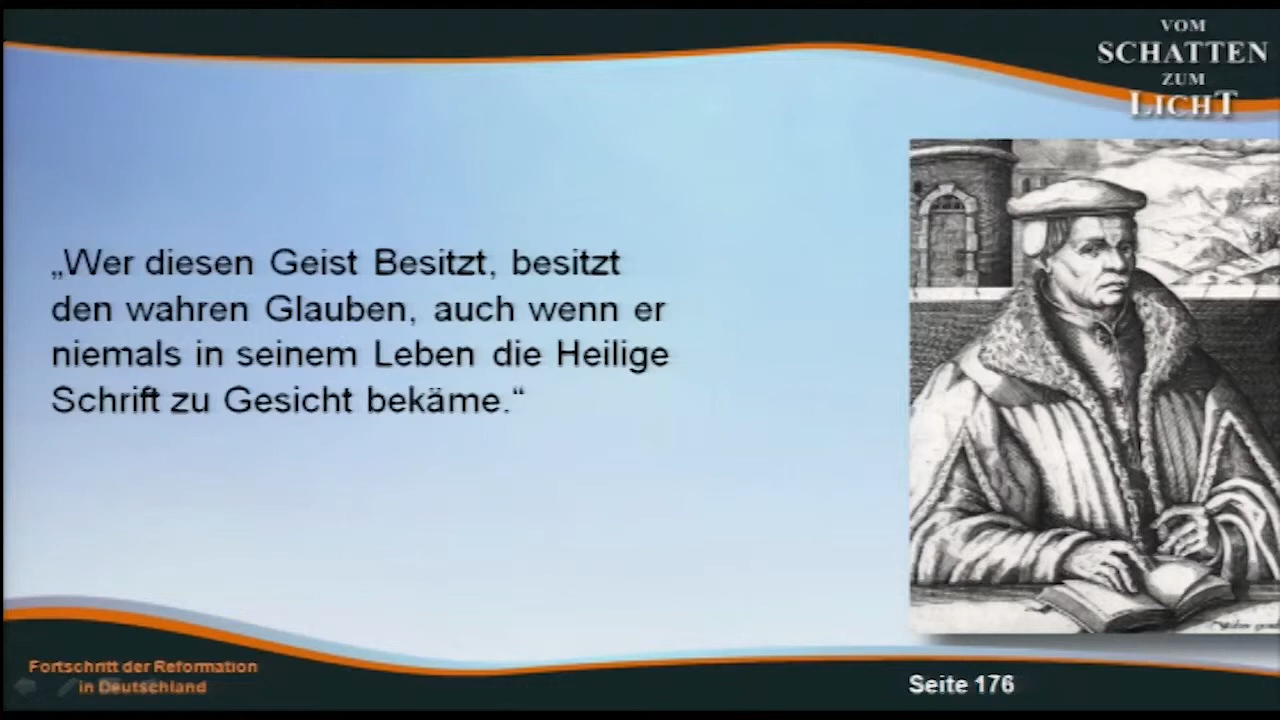 VOM
SCHATTEN
ZUM
LICHT
„Wer diesen Geist Besitzt, besitzt
den wahren Glauben, auch wenn er
niemals in seinem Leben die Heilige
Schrift zu Gesicht bekäme.“
Fortschritt der Reformation
in Deutschland
Seite 176